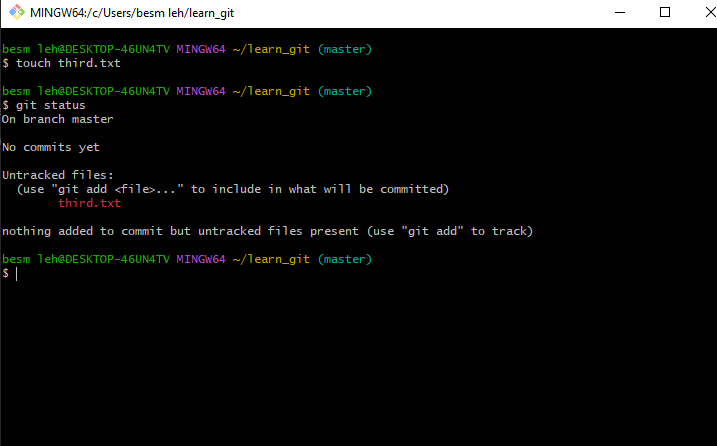 MINGW64:/c/Users/besm leh/learn_git
besm leh@DESKTOP-46UN4TV MINGW64 ~/learn_git (master)
$ touch third.txt
besm leh@DESKTOP-46UN4TV MINGW64 ~/learn_git (master)
$ git status
On branch master
No commits yet
Untracked files:
  (use "git add <file>..." to include in what will be committed)
        third.txt
nothing added to commit but untracked files present (use "git add" to track)
besm leh@DESKTOP-46UN4TV MINGW64 ~/learn_git (master)
$